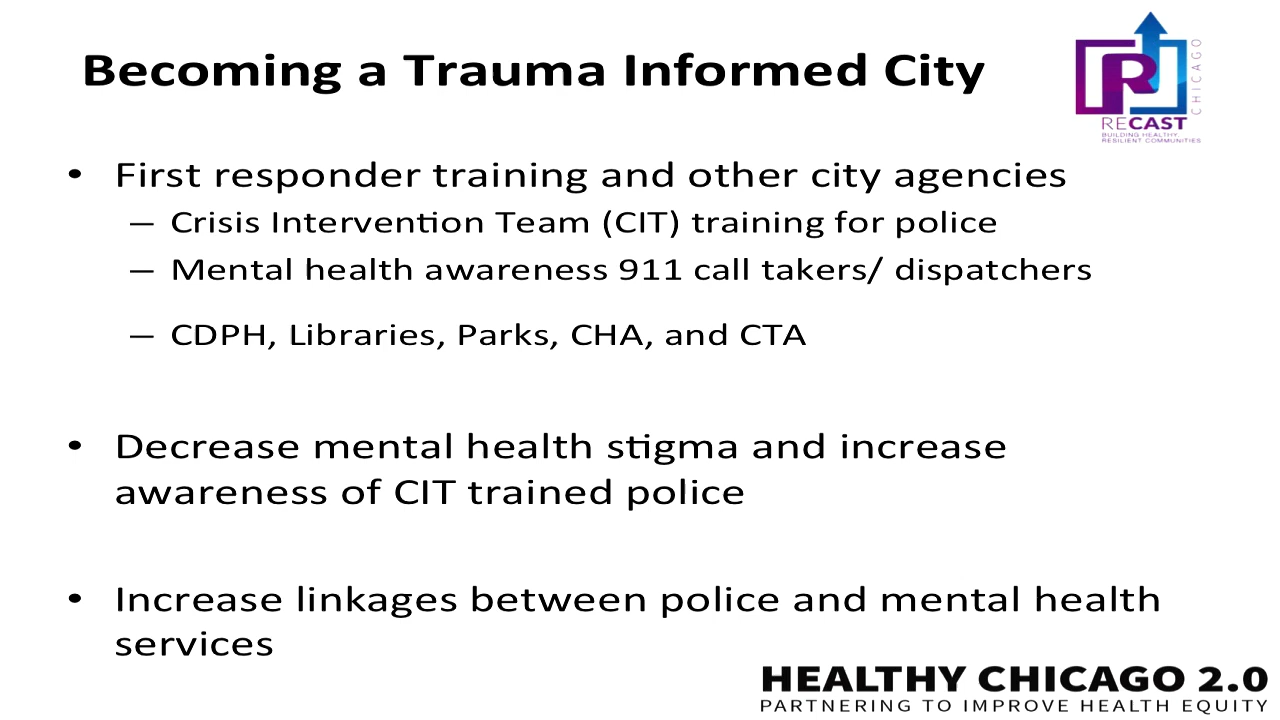 Becoming a Trauma Informed City
R
CHICAGO
RECAST
BUILDING HEALTHY,
RESILIENT COMMUNITIES
• First responder training and other city agencies
– Crisis Intervention Team (CIT) training for police
– Mental health awareness 911 call takers/ dispatchers
– CDPH, Libraries, Parks, CHA, and CTA
• Decrease mental health stigma and increase
awareness of CIT trained police
• Increase linkages between police and mental health
services
HEALTHY CHICAGO 2.0
PARTNERING TO IMPROVE HEALTH EQUITY